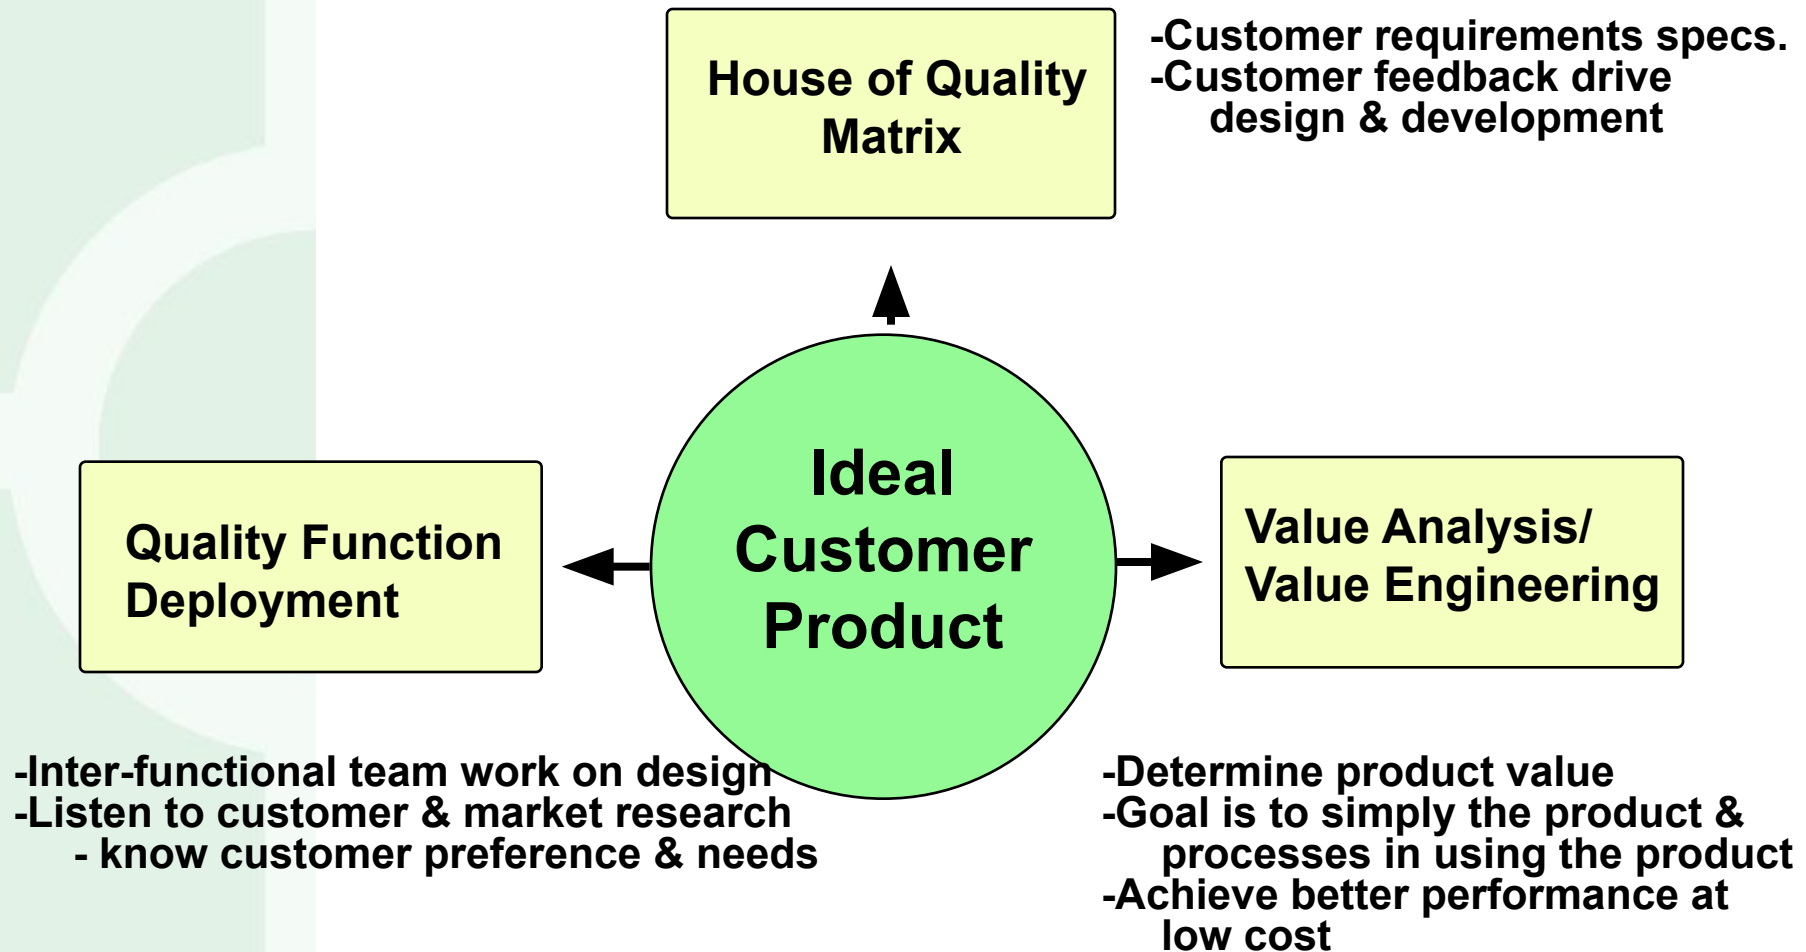 House of Quality
Matrix
-Customer requirements specs.
-Customer feedback drive
design & development
Ideal
Customer
Product
Quality Function
Deployment
Value Analysis/
Value Engineering
-Inter-functional team work on design
-Listen to customer & market research
- know customer preference & needs
-Determine product value
-Goal is to simply the product &
processes in using the product
-Achieve better performance at
low cost